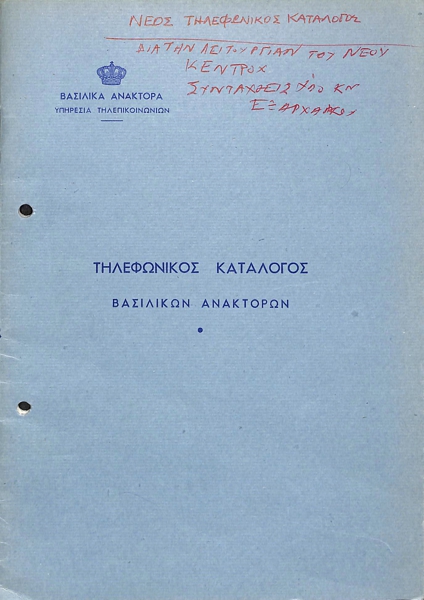 ΝΕΟΣ ΤΗΛΕΦΩΝΙΚΟΣ ΚΑΤΑΛΟΓΟΣ
ΔΙΑ ΤΗΝ ΛΕΙΤΟΥΡΓΙΑΝ ΤΟΥ ΝΕΟΥ
ΚΕΝΤΡΟΥ
ΣΥΝΤΑΧΘΕΙΣ ΥΠΟ ΚΝ
ΕΞΑΡΧΑΚΟΥ
ΒΑΣΙΛΙΚΑ ΑΝΑΚΤΟΡΑ
ΥΠΗΡΕΣΙΑ ΤΗΛΕΠΙΚΟΙΝΩΝΙΩΝ
ΤΗΛΕΦΩΝΙΚΟΣ ΚΑΤΑΛΟΓΟΣ
ΒΑΣΙΛΙΚΩΝ ΑΝΑΚΤΟΡΩΝ